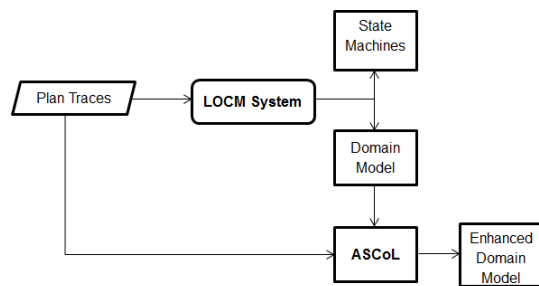 State
Machines
Plan Traces
LOCM System
Domain
Model
ASCoL
Enhanced
Domain
Model